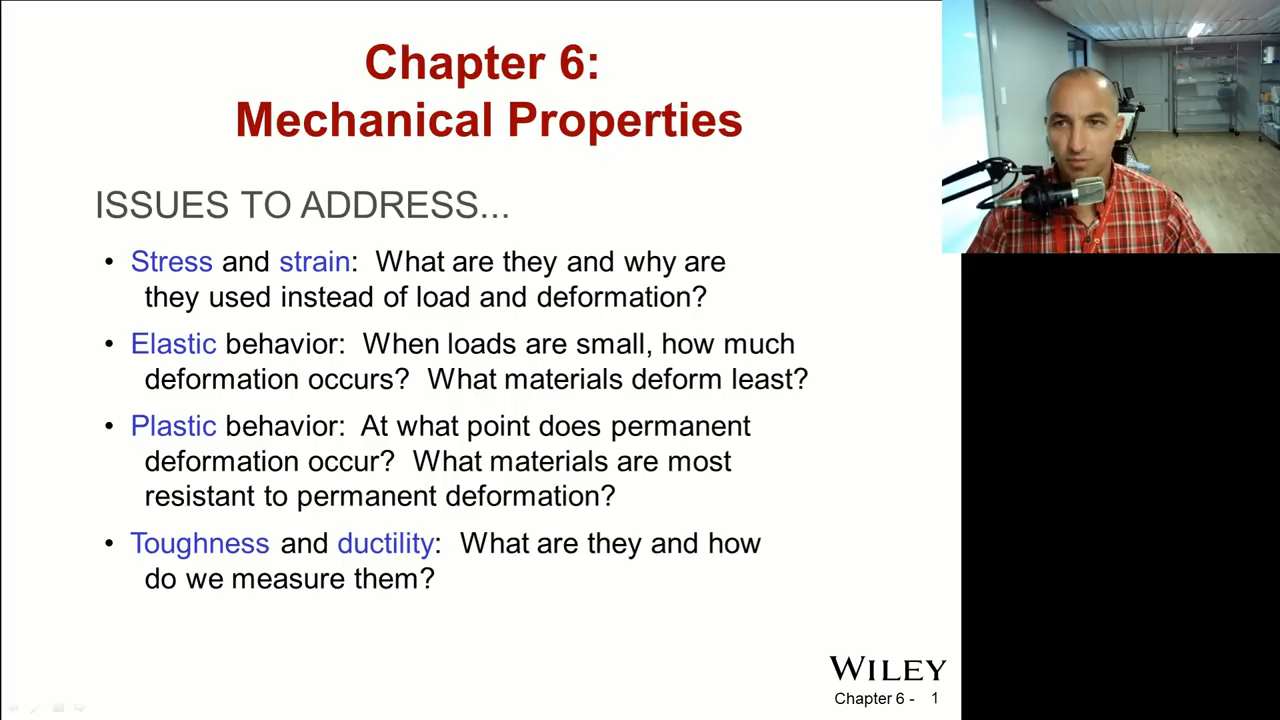 Chapter 6:
Mechanical Properties
ISSUES TO ADDRESS...
• Stress and strain: What are they and why are
they used instead of load and deformation?
• Elastic behavior: When loads are small, how much
deformation occurs? What materials deform least?
• Plastic behavior: At what point does permanent
deformation occur? What materials are most
resistant to permanent deformation?
• Toughness and ductility: What are they and how
do we measure them?
WILEY
Chapter 6 - 1